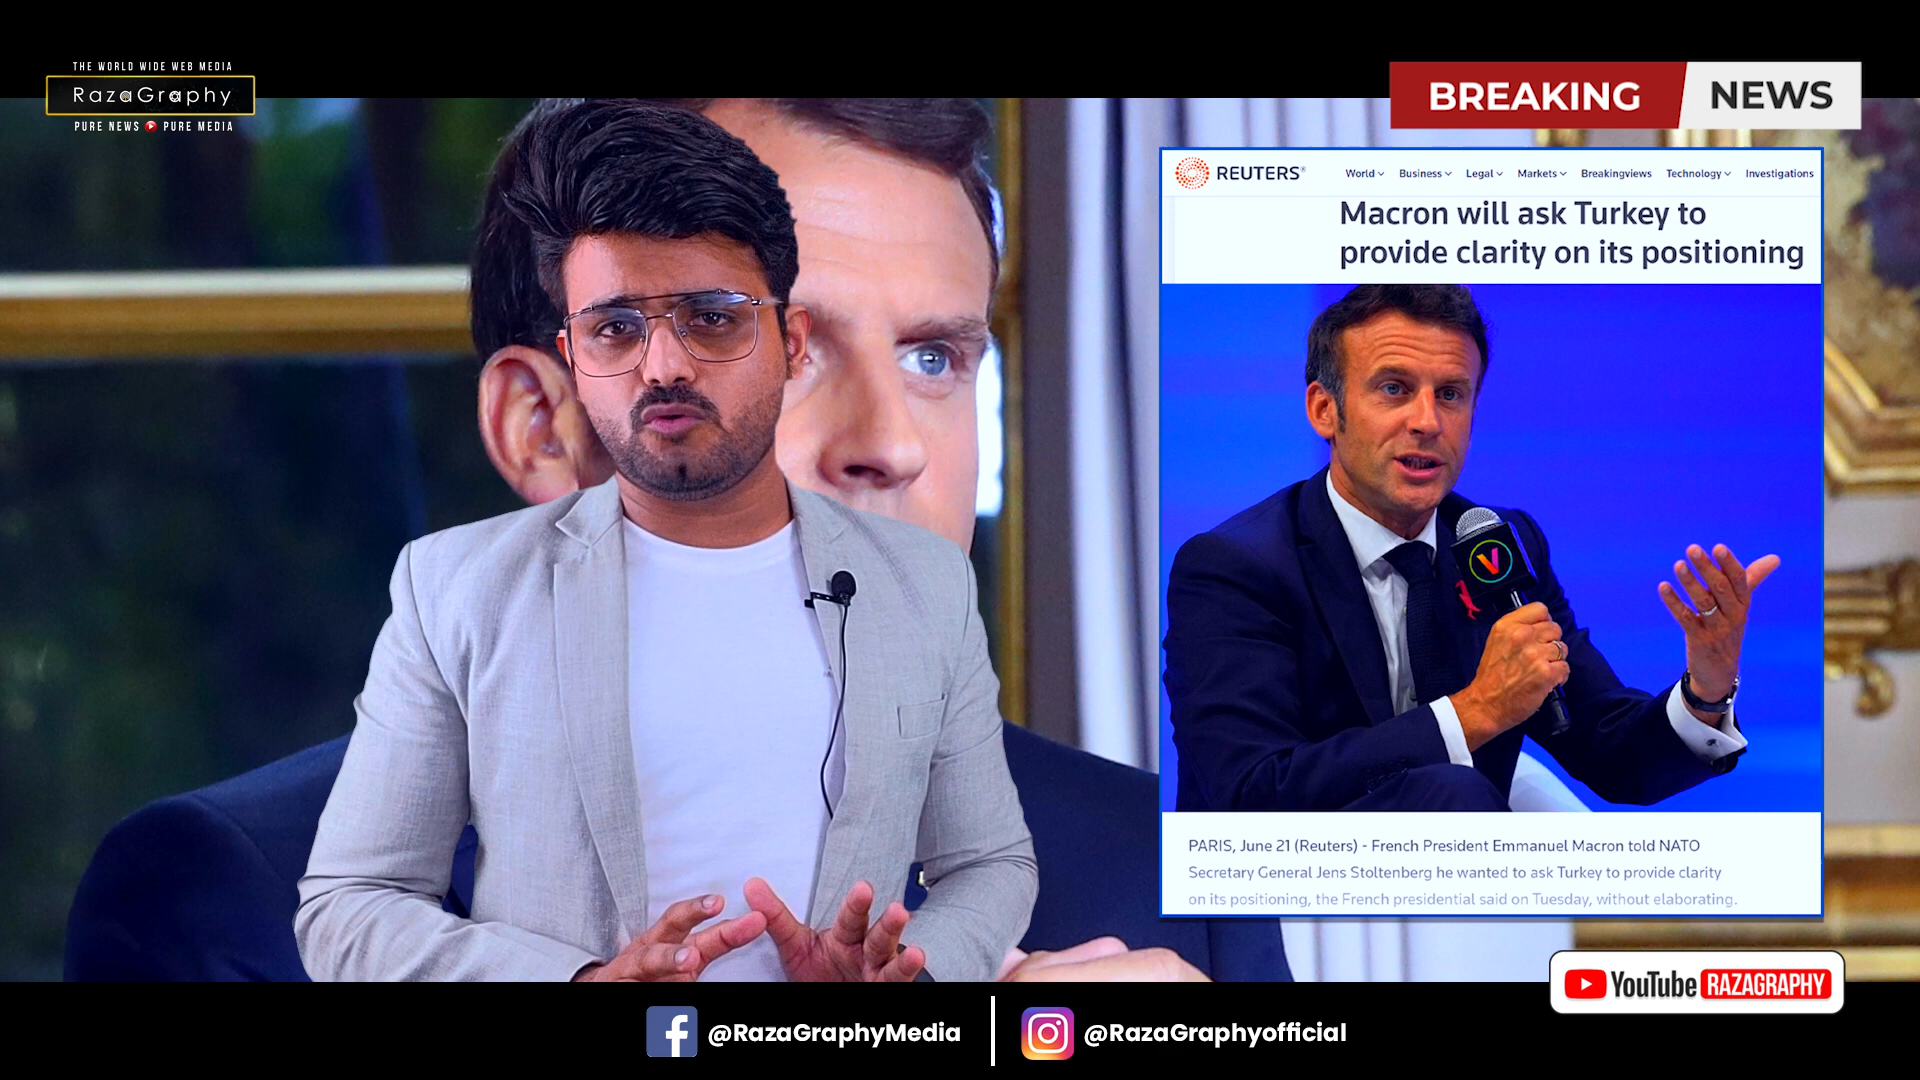 THE WORLD WIDE WEB MEDIA
RazaGraphy
PURE NEWS PURE MEDIA
BREAKING NEWS
REUTERS
World Business Legal Markets Breakingviews Technology Investigations
Macron will ask Turkey to
provide clarity on its positioning
V
PARIS, June 21 (Reuters) - French President Emmanuel Macron told NATO
Secretary General Jens Stoltenberg he wanted to ask Turkey to provide clarity
on its positioning, the French presidential said on Tuesday, without elaborating.
YouTube RAZAGRAPHY
@RazaGraphyMedia
@RazaGraphyofficial